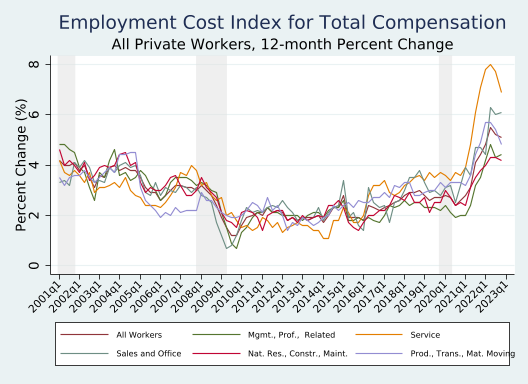 Employment Cost Index for Total Compensation
All Private Workers, 12-month Percent Change
Percent Change (%)
8
6
4
2
0
2001q1
2002q1
2003q1
2004q1
2005q1
2006q1
2007q1
2008q1
2009q1
2010q1
2011q1
2012q1
2013q1
2014q1
2015q1
2016q1
2017q1
2018q1
2019q1
2020q1
2021q1
2022q1
2023q1
All Workers
Mgmt., Prof., Related
Service
Sales and Office
Nat. Res., Constr., Maint.
Prod., Trans., Mat. Moving